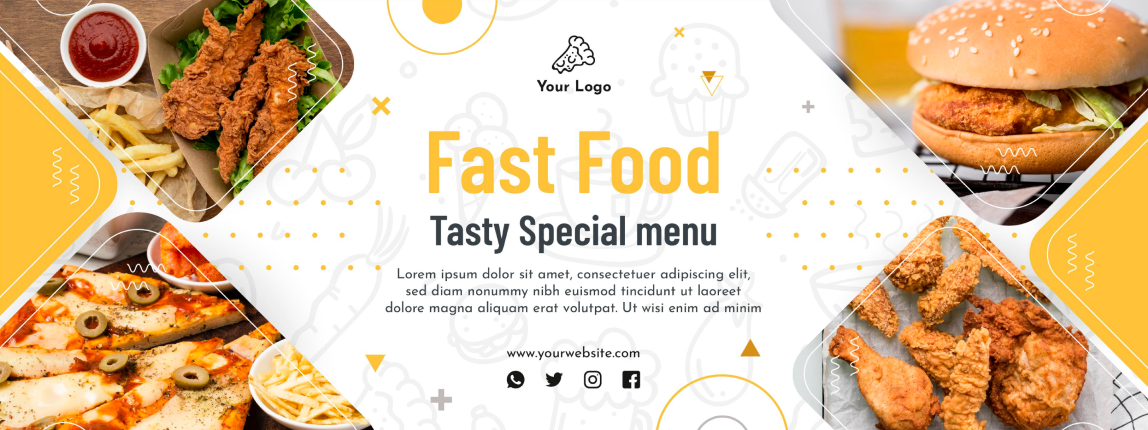 Your Logo
Fast Food
Tasty Special menu
Lorem ipsum dolor sit amet, consectetuer adipiscing elit,
sed diam nonummy nibh euismod tincidunt ut laoreet
dolore magna aliquam erat volutpat. Ut wisi enim ad minim
www.yourwebsite.com